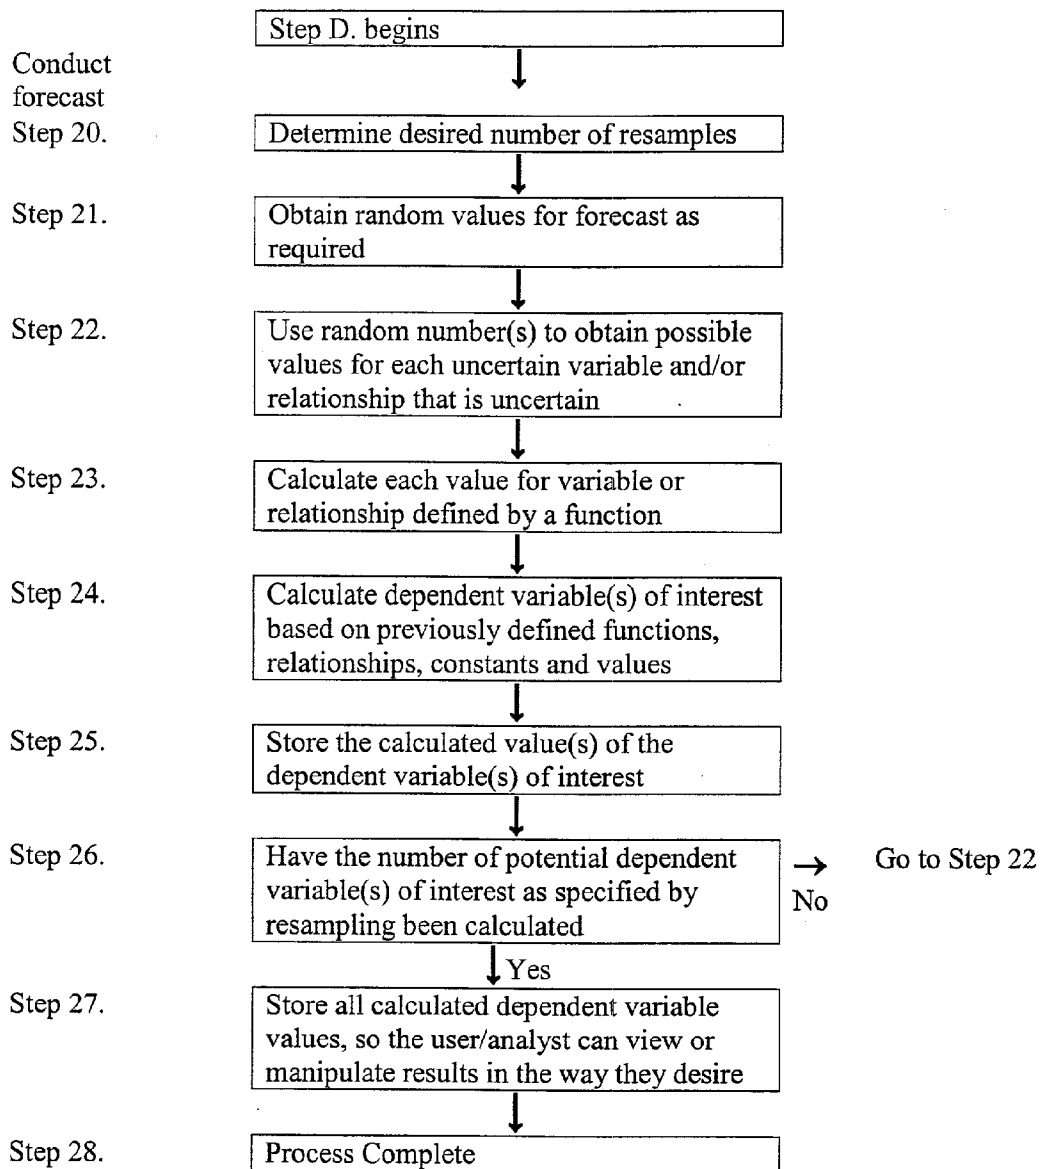 Step D. begins
Conduct
forecast
Step 20.
Determine desired number of resamples
Step 21.
Obtain random values for forecast as
required
Step 22.
Use random number(s) to obtain possible
values for each uncertain variable and/or
relationship that is uncertain
Step 23.
Calculate each value for variable or
relationship defined by a function
Step 24.
Calculate dependent variable(s) of interest
based on previously defined functions,
relationships, constants and values
Step 25.
Store the calculated value(s) of the
dependent variable(s) of interest
Step 26.
Have the number of potential dependent
variable(s) of interest as specified by
resampling been calculated
→ Go to Step 22
No
Yes
Step 27.
Store all calculated dependent variable
values, so the user/analyst can view or
manipulate results in the way they desire
Step 28.
Process Complete